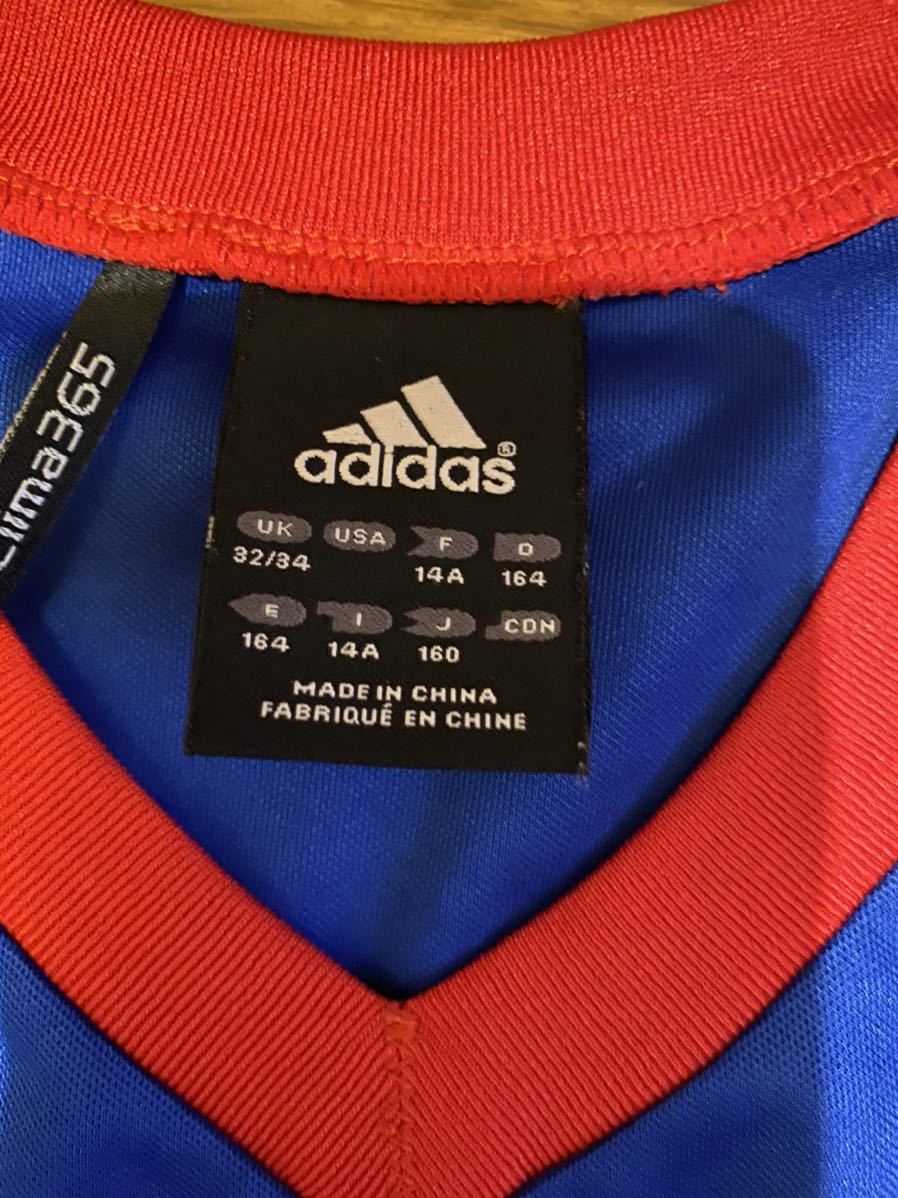 adidas®
UK USA F D
32/34 14A 164
E I J CDN
164 14A 160
MADE IN CHINA
FABRIQUÉ EN CHINE
clima365